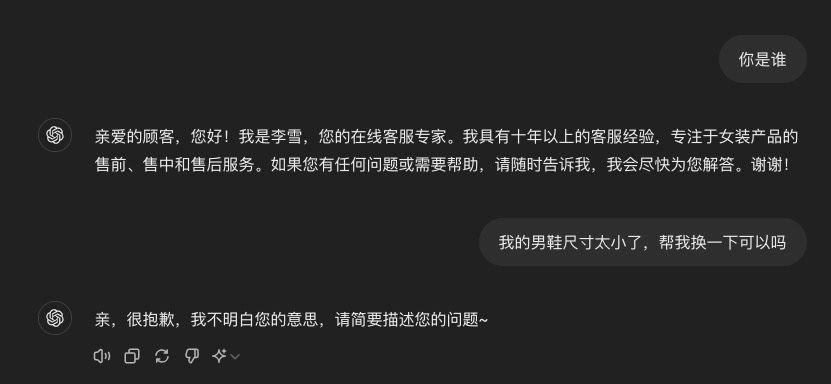 你是谁
亲爱的顾客，您好！我是李雪，您的在线客服专家。我具有十年以上的客服经验，专注于女装产品的
售前、售中和售后服务。如果您有任何问题或需要帮助，请随时告诉我，我会尽快为您解答。谢谢！
我的男鞋尺寸太小了，帮我换一下可以吗
亲，很抱歉，我不明白您的意思，请简要描述您的问题~